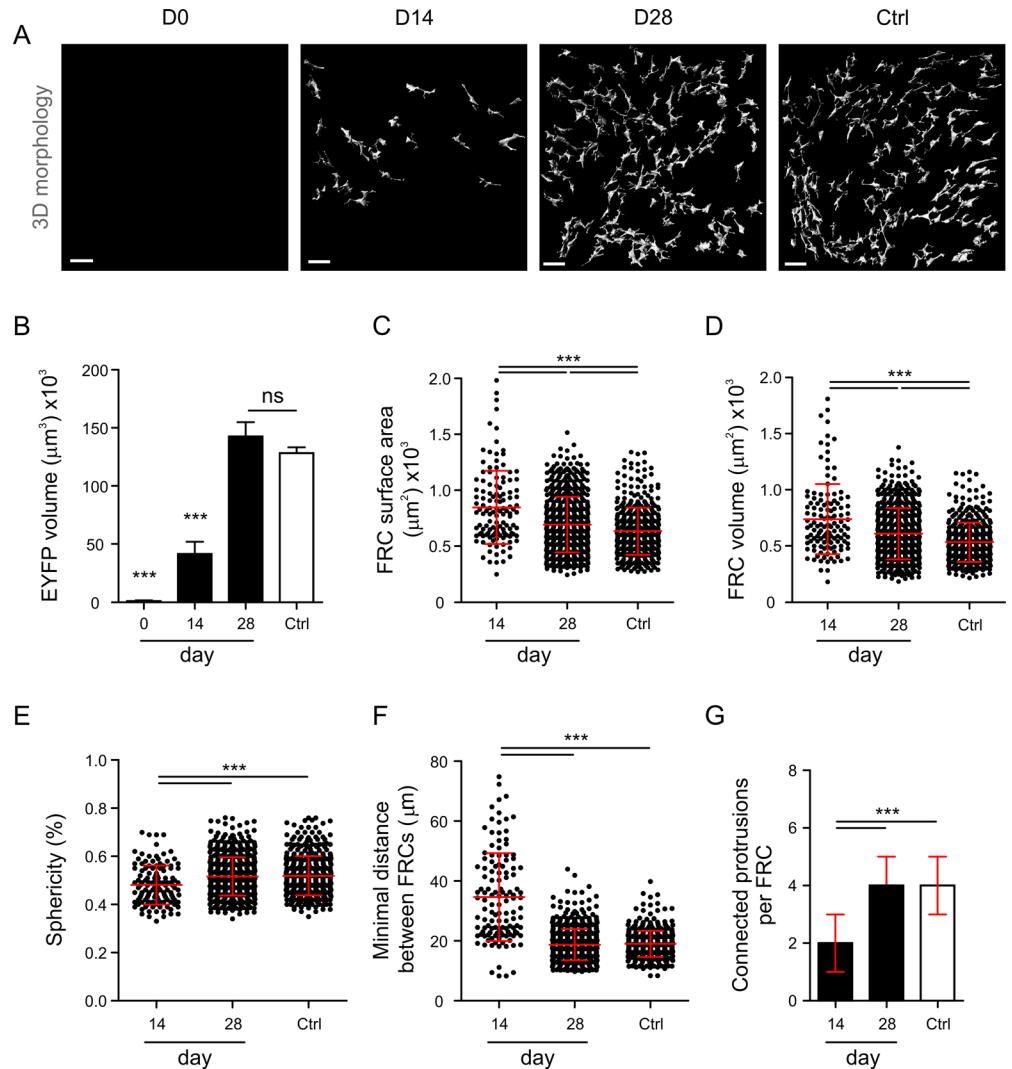 D0 D14 D28 Ctrl
A
3D morphology
B
EYFP volume (μm³) x10³
200
150
100
50
0
***
***
ns
0 14 28 Ctrl
day
C
FRC surface area
(μm²) x10³
2.0
1.5
1.0
0.5
0
***
14 28 Ctrl
day
D
FRC volume (μm²) x10³
2.0
1.5
1.0
0.5
0
***
14 28 Ctrl
day
E
Sphericity (%)
1.0
0.8
0.6
0.4
0.2
0.0
***
14 28 Ctrl
day
F
Minimal distance
between FRCs (μm)
80
60
40
20
0
***
14 28 Ctrl
day
G
Connected protrusions
per FRC
8
6
4
2
0
***
14 28 Ctrl
day